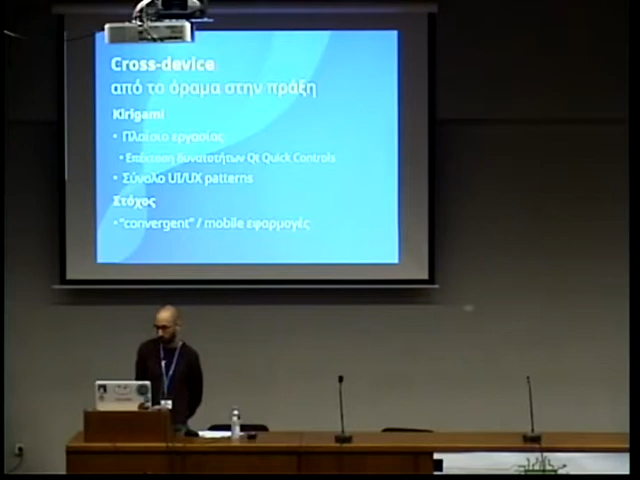 Cross-device
από το όραμα στην πράξη
Kirigami
• Πλαίσιο εργασίας
• Επέκταση δυνατοτήτων Qt Quick Controls
• Σύνολο UI/UX patterns
Στόχος
• "convergent" / mobile εφαρμογές